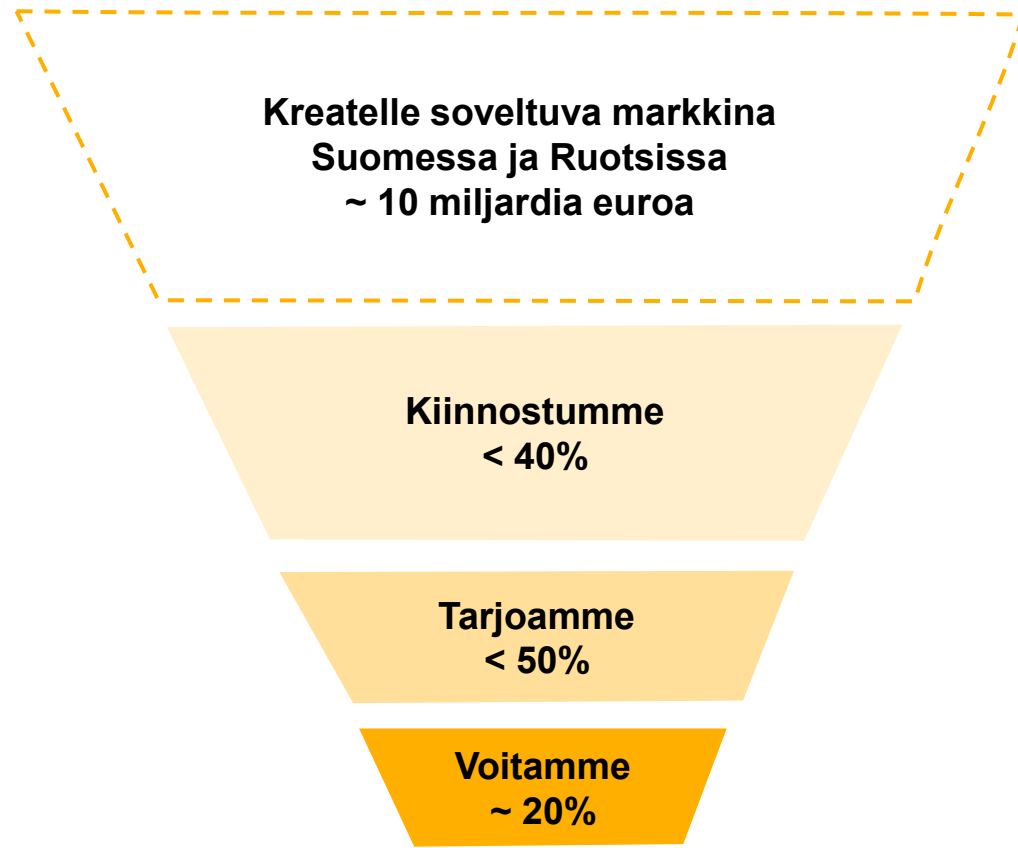 Kreatelle soveltuva markkina
Suomessa ja Ruotsissa
~ 10 miljardia euroa
Kiinnostumme
< 40%
Tarjoamme
< 50%
Voitamme
~ 20%